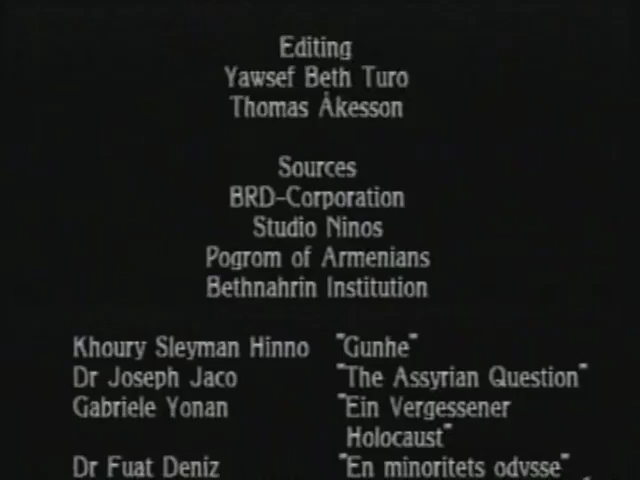 Editing
Yawsef Beth Turo
Thomas Åkesson
Sources
BRD-Corporation
Studio Ninos
Pogrom of Armenians
Bethnahrin Institution
Khoury Sleyman Hinno "Gunhe"
Dr Joseph Jaco "The Assyrian Question"
Gabriele Yonan "Ein Vergessener
Holocaust"
Dr Fuat Deniz "En minoritets odysse"